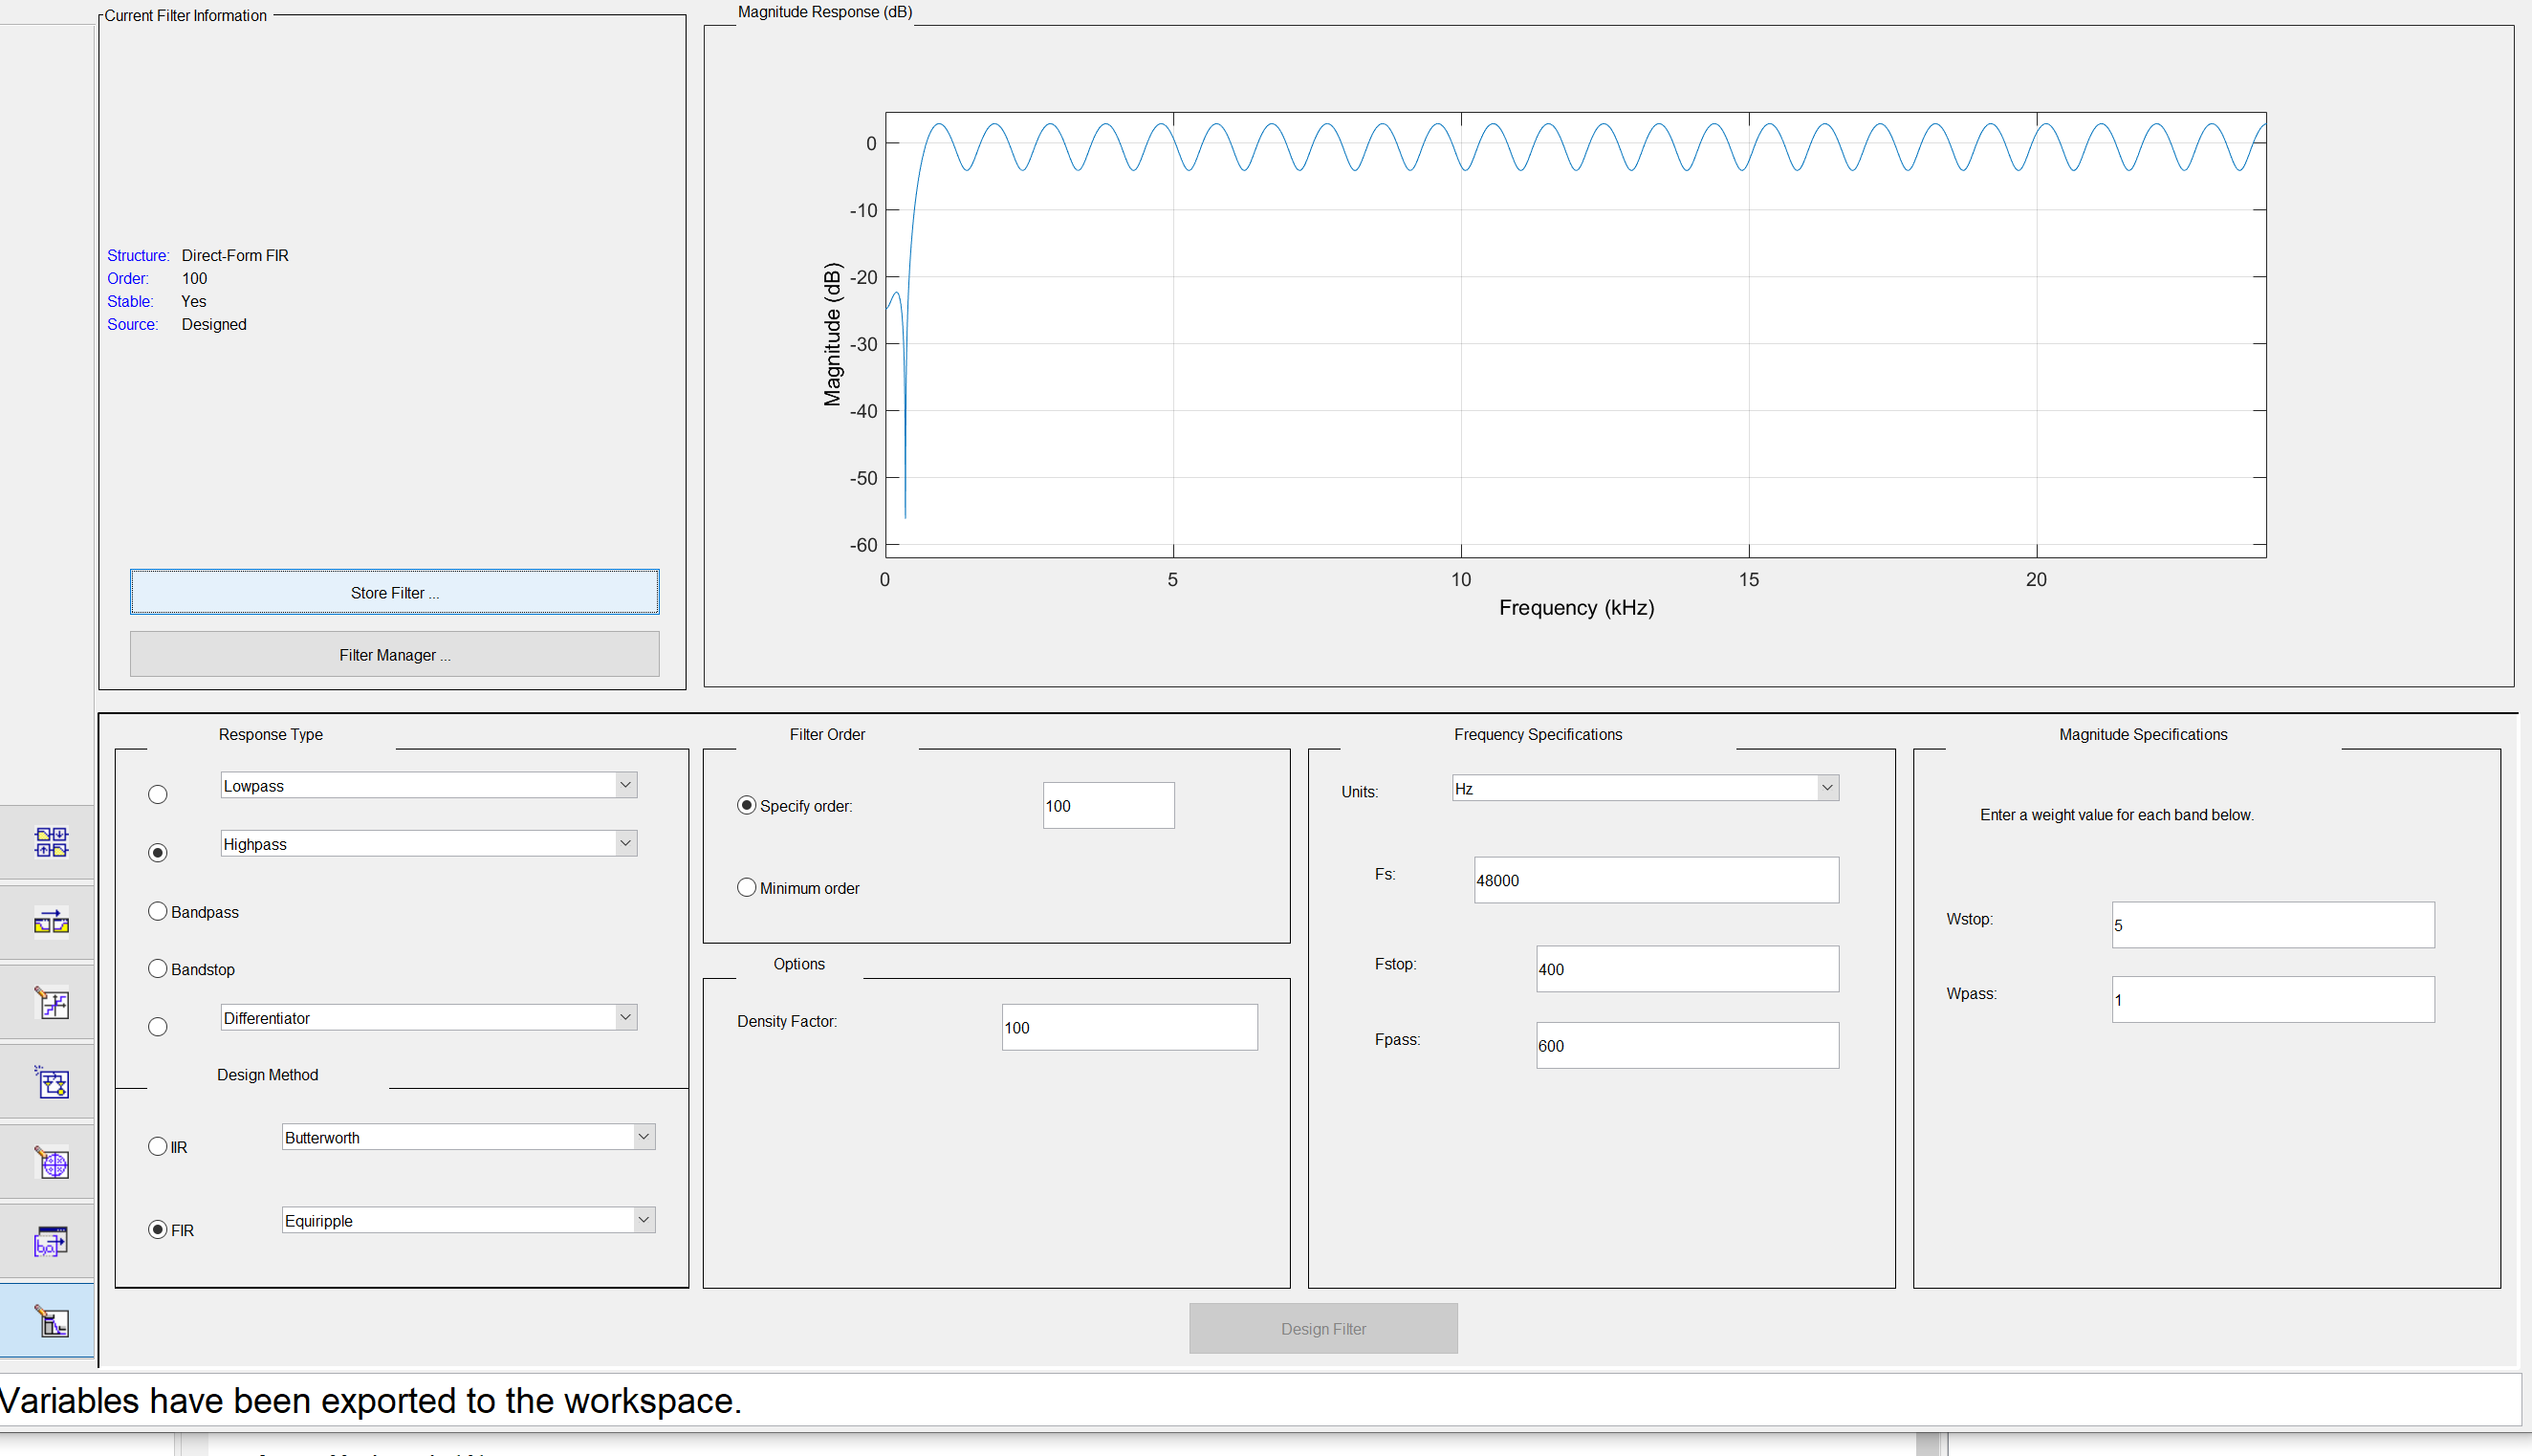 Current Filter Information
Structure: Direct-Form FIR
Order: 100
Stable: Yes
Source: Designed
Store Filter ...
Filter Manager ...
Magnitude Response (dB)
0
-10
-20
-30
-40
-50
-60
Magnitude (dB)
0 5 10 15 20
Frequency (kHz)
Response Type
Lowpass
Highpass
Bandpass
Bandstop
Differentiator
Design Method
IIR Butterworth
FIR Equiripple
Filter Order
Specify order: 100
Minimum order
Options
Density Factor: 100
Frequency Specifications
Units: Hz
Fs: 48000
Fstop: 400
Fpass: 600
Magnitude Specifications
Enter a weight value for each band below.
Wstop: 5
Wpass: 1
Design Filter
Variables have been exported to the workspace.